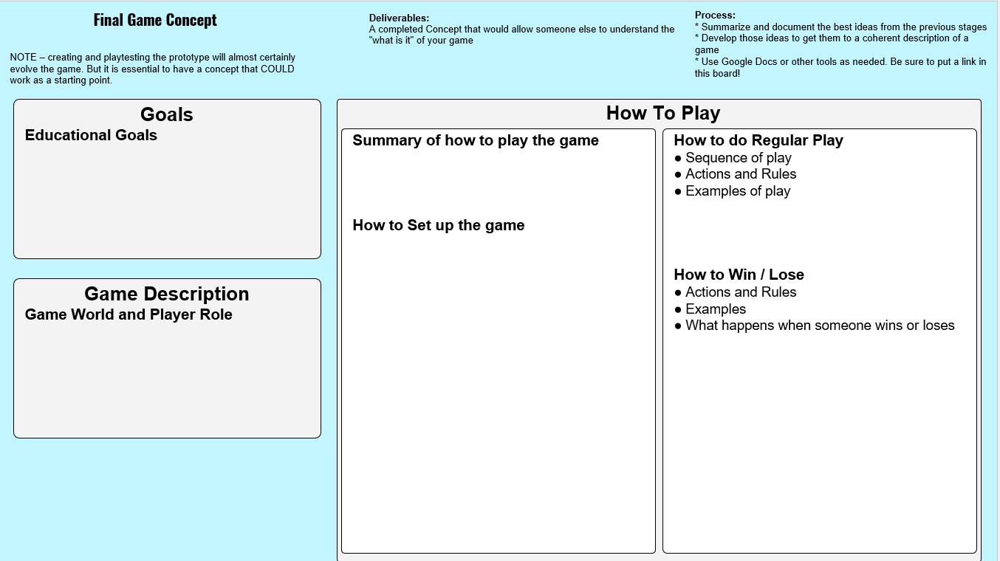 Final Game Concept
NOTE – creating and playtesting the prototype will almost certainly
evolve the game. But it is essential to have a concept that COULD
work as a starting point.
Deliverables:
A completed Concept that would allow someone else to understand the
"what is it" of your game
Process:
* Summarize and document the best ideas from the previous stages
* Develop those ideas to get them to a coherent description of a
game
* Use Google Docs or other tools as needed. Be sure to put a link in
this board!
Goals
Educational Goals
Game Description
Game World and Player Role
How To Play
Summary of how to play the game
How to Set up the game
How to do Regular Play
● Sequence of play
● Actions and Rules
● Examples of play
How to Win / Lose
● Actions and Rules
● Examples
● What happens when someone wins or loses